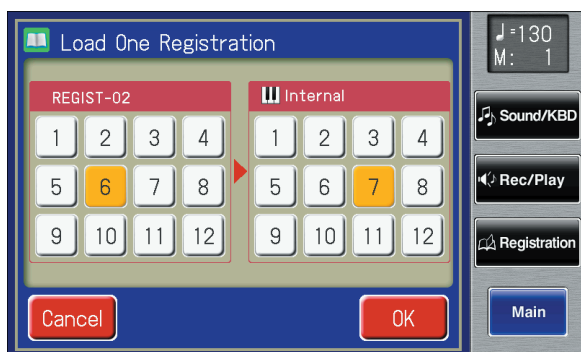 Load One Registration
REGIST-02
Internal
1 2 3 4
1 2 3 4
5 6 7 8
5 6 7 8
9 10 11 12
9 10 11 12
Cancel
OK
♩=130
M: 1
Sound/KBD
Rec/Play
Registration
Main